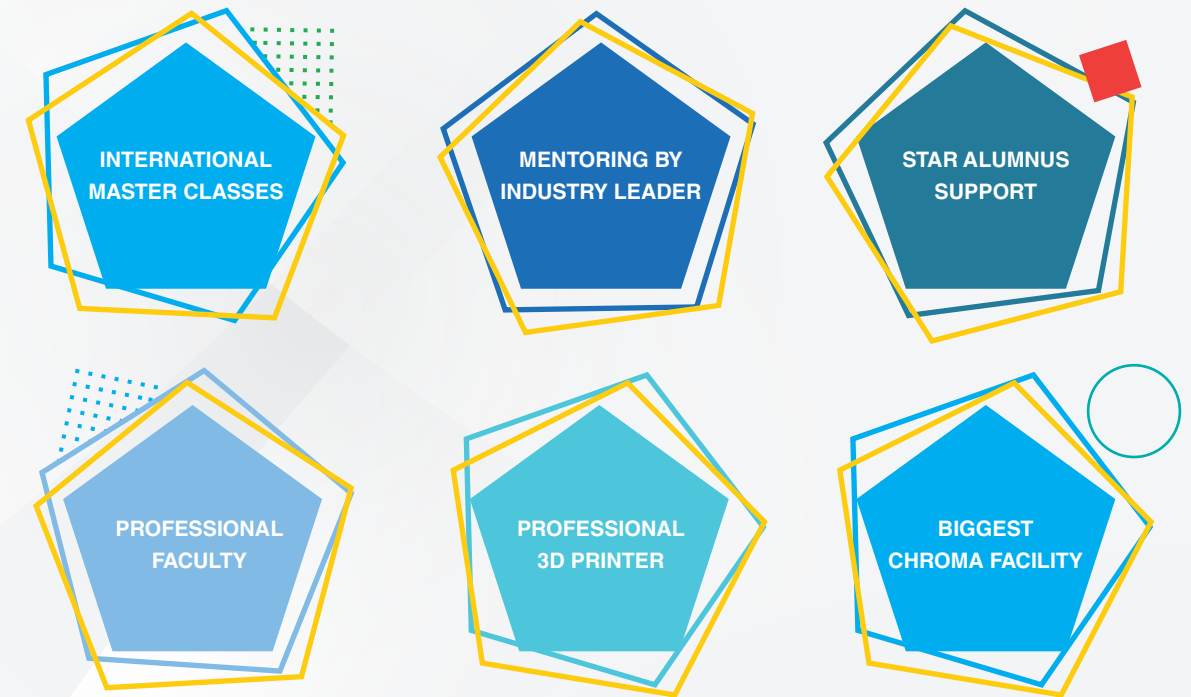 INTERNATIONAL
MASTER CLASSES
MENTORING BY
INDUSTRY LEADER
STAR ALUMNUS
SUPPORT
PROFESSIONAL
FACULTY
PROFESSIONAL
3D PRINTER
BIGGEST
CHROMA FACILITY